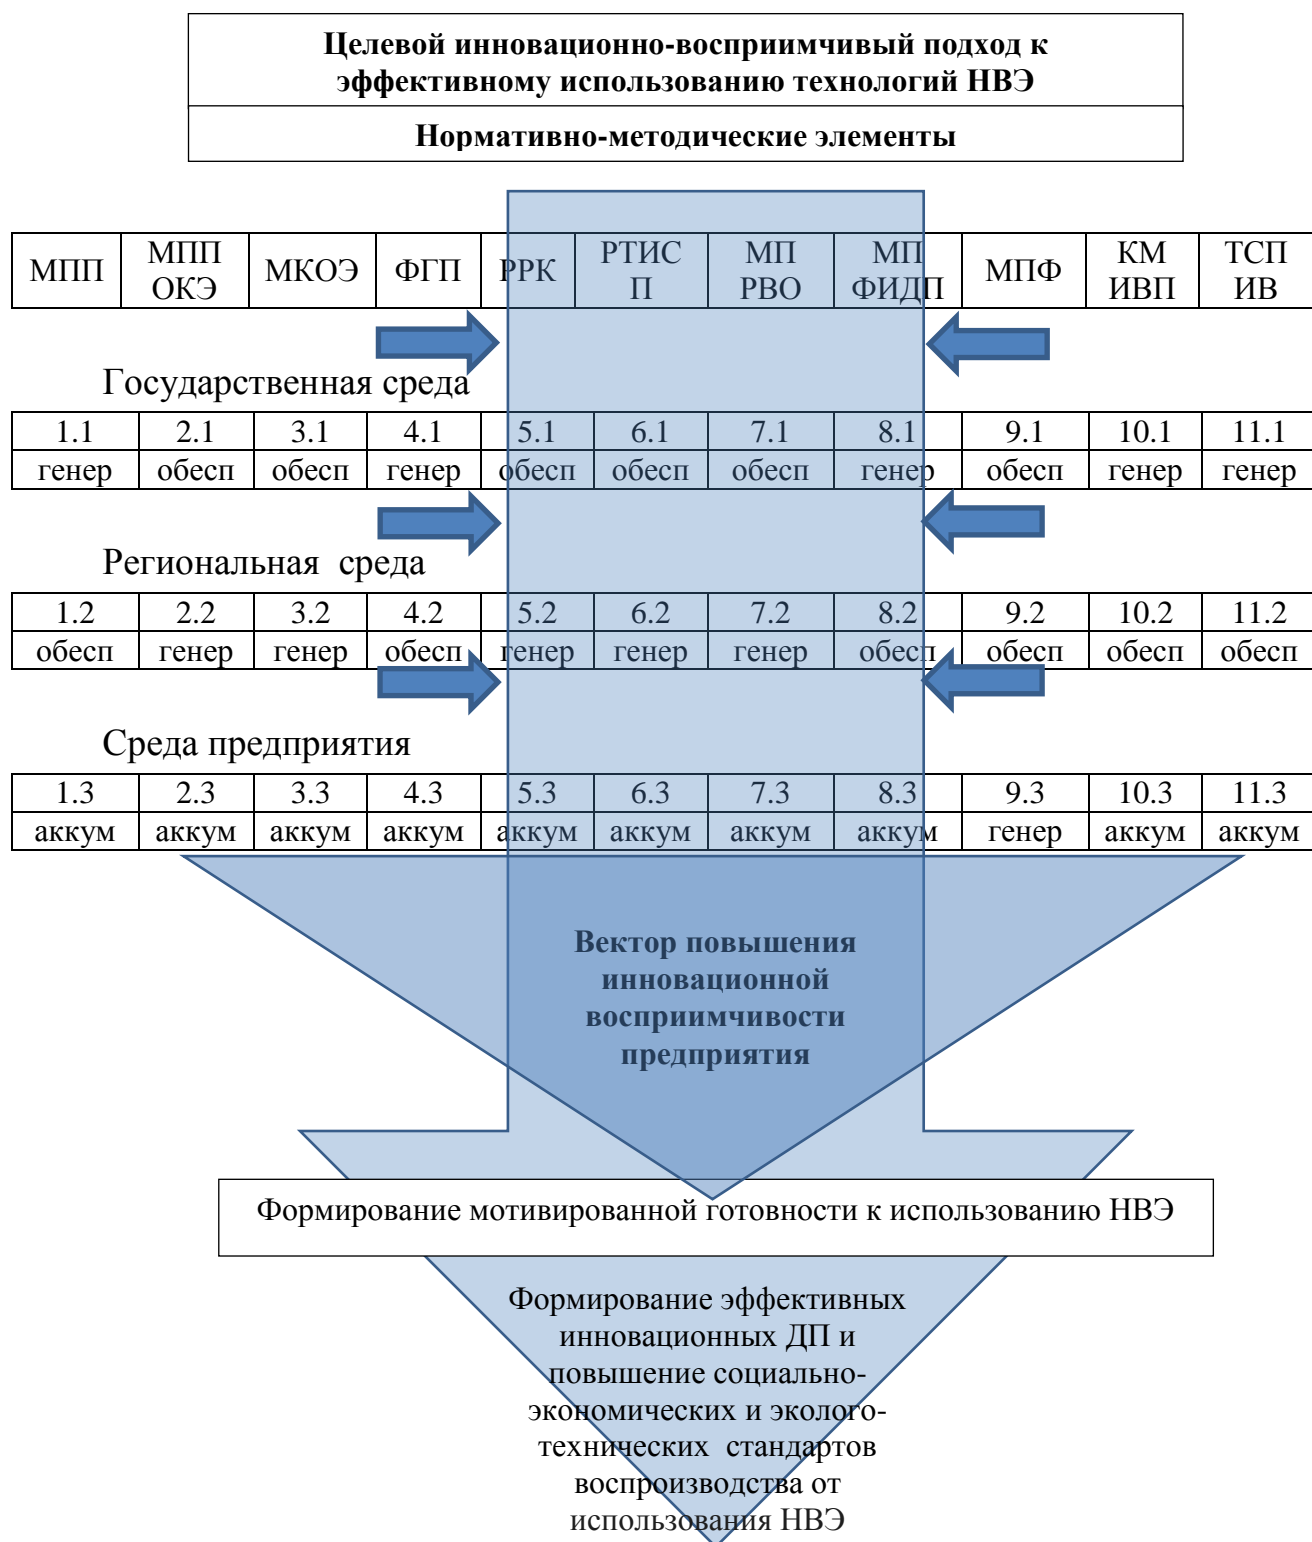 Целевой инновационно-восприимчивый подход к
эффективному использованию технологий НВЭ
Нормативно-методические элементы
МПП МПП ОКЭ МКОЭ ФГП РРК РТИС П МП РВО МП ФИДП МПФ КМ ИВП ТСП ИВ
Государственная среда
1.1 2.1 3.1 4.1 5.1 6.1 7.1 8.1 9.1 10.1 11.1
генер обесп обесп генер обесп обесп обесп генер обесп генер генер
Региональная среда
1.2 2.2 3.2 4.2 5.2 6.2 7.2 8.2 9.2 10.2 11.2
обесп генер генер обесп генер генер генер обесп обесп обесп обесп
Среда предприятия
1.3 2.3 3.3 4.3 5.3 6.3 7.3 8.3 9.3 10.3 11.3
аккум аккум аккум аккум аккум аккум аккум аккум генер аккум аккум
Вектор повышения
инновационной
восприимчивости
предприятия
Формирование мотивированной готовности к использованию НВЭ
Формирование эффективных
инновационных ДП и
повышение социально-
экономических и эколого-
технических стандартов
воспроизводства от
использования НВЭ